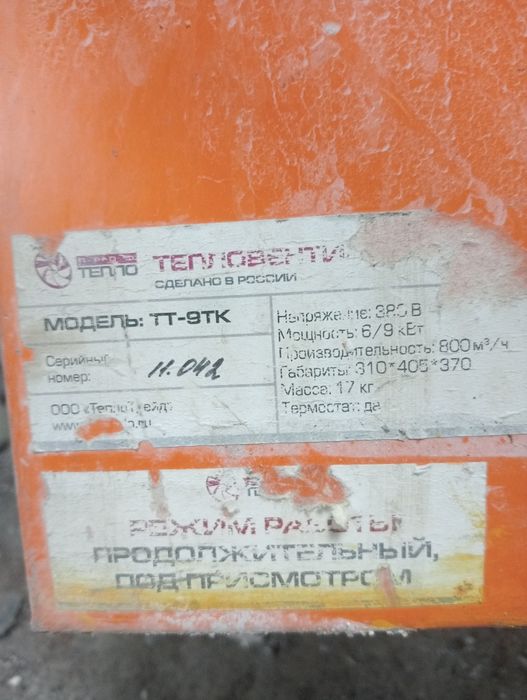 ТЕПЛО
ТЕПЛОВЕНТИ
СДЕЛАНО В РОССИИ
МОДЕЛЬ: ТТ-9ТК
Серийный
номер:
11.042
ООО «ТеплоТрейд»
www.
Напряжение: 380 В
Мощность: 6/9 кВт
Производительность: 800 м³/ч
Габариты: 310*405*370
Масса: 17 кг
Термостат: да
РЕЖИМ РАБОТЫ
ПРОДОЛЖИТЕЛЬНЫЙ,
ПОД ПРИСМОТРОМ